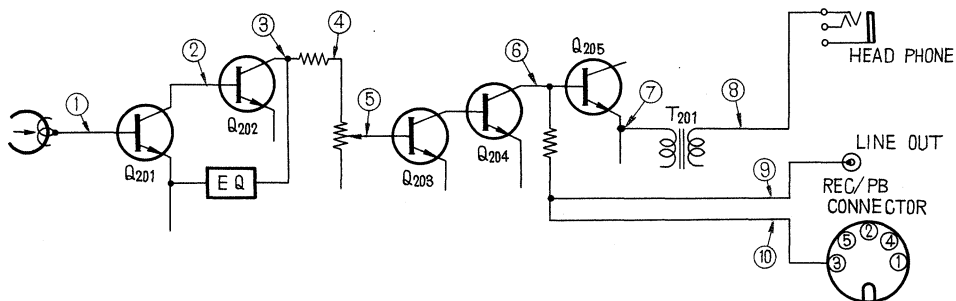 ①
②
③
④
⑤
⑥
⑦
⑧
⑨
⑩
Q201
Q202
EQ
Q203
Q204
Q205
T201
HEAD PHONE
LINE OUT
REC/PB
CONNECTOR
③
⑤
②
④
①